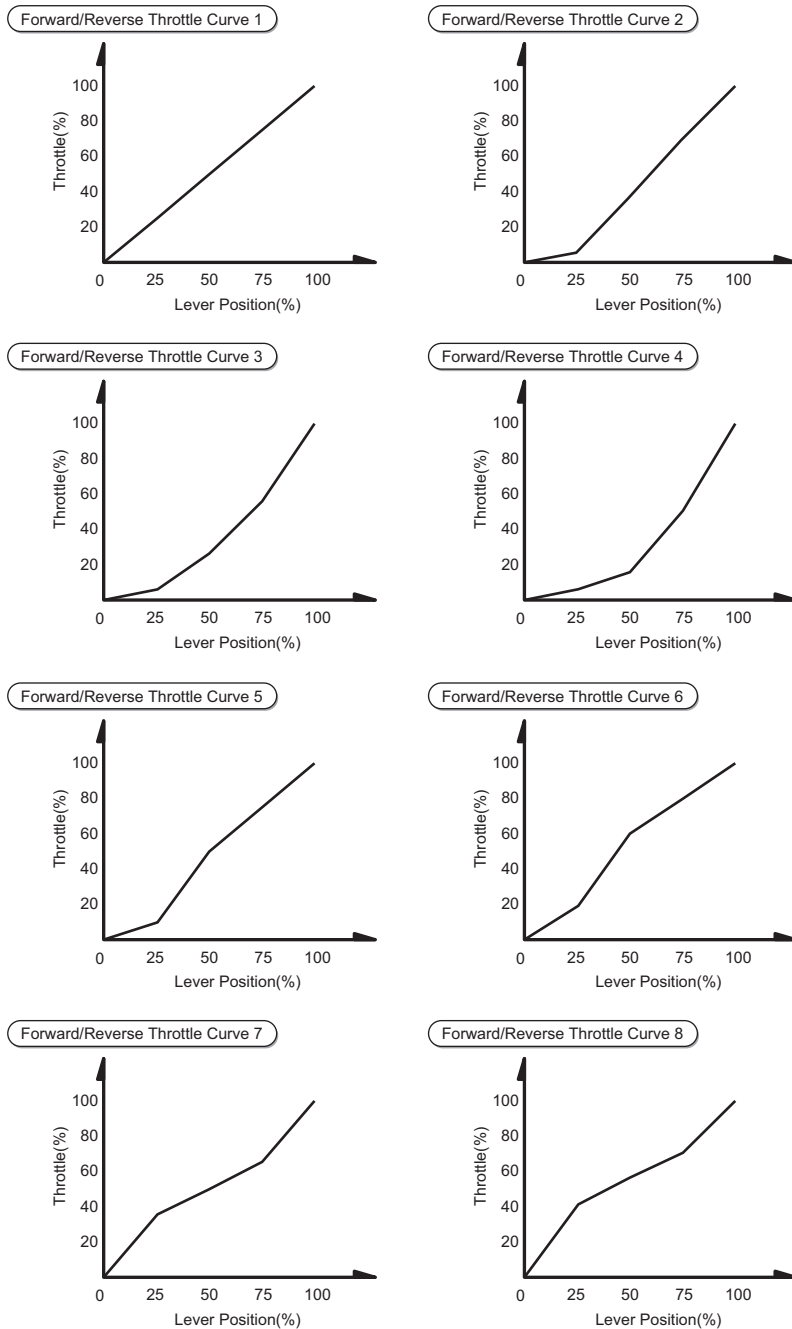 Forward/Reverse Throttle Curve 1
Throttle(%)
100
80
60
40
20
0 25 50 75 100
Lever Position(%)
Forward/Reverse Throttle Curve 2
Throttle(%)
100
80
60
40
20
0 25 50 75 100
Lever Position(%)
Forward/Reverse Throttle Curve 3
Throttle(%)
100
80
60
40
20
0 25 50 75 100
Lever Position(%)
Forward/Reverse Throttle Curve 4
Throttle(%)
100
80
60
40
20
0 25 50 75 100
Lever Position(%)
Forward/Reverse Throttle Curve 5
Throttle(%)
100
80
60
40
20
0 25 50 75 100
Lever Position(%)
Forward/Reverse Throttle Curve 6
Throttle(%)
100
80
60
40
20
0 25 50 75 100
Lever Position(%)
Forward/Reverse Throttle Curve 7
Throttle(%)
100
80
60
40
20
0 25 50 75 100
Lever Position(%)
Forward/Reverse Throttle Curve 8
Throttle(%)
100
80
60
40
20
0 25 50 75 100
Lever Position(%)